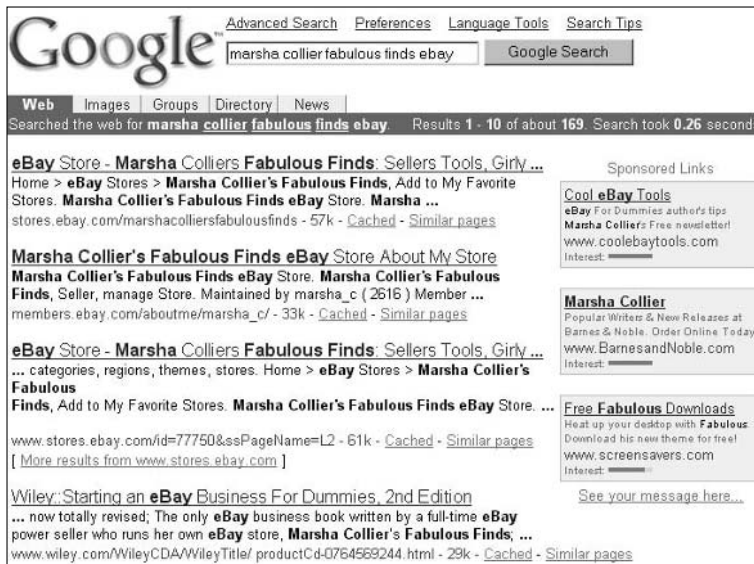 Google™
Advanced Search Preferences Language Tools Search Tips
marsha collier fabulous finds ebay Google Search
Web Images Groups Directory News
Searched the web for marsha collier fabulous finds ebay. Results 1 - 10 of about 169. Search took 0.26 second
eBay Store - Marsha Colliers Fabulous Finds: Sellers Tools, Girly ...
Home > eBay Stores > Marsha Collier's Fabulous Finds, Add to My Favorite
Stores. Marsha Collier's Fabulous Finds eBay Store. Marsha ...
stores.ebay.com/marshacolliersfabulousfinds - 57k - Cached - Similar pages
Marsha Collier's Fabulous Finds eBay Store About My Store
Marsha Collier's Fabulous Finds eBay Store. Marsha Collier's Fabulous
Finds, Seller, manage Store. Maintained by marsha_c ( 2616 ) Member ...
members.ebay.com/aboutme/marsha_c/ - 33k - Cached - Similar pages
eBay Store - Marsha Colliers Fabulous Finds: Sellers Tools, Girly ...
... categories, regions, themes, stores. Home > eBay Stores > Marsha Collier's
Fabulous
Finds, Add to My Favorite Stores. Marsha Collier's Fabulous Finds eBay Store. ...
www.stores.ebay.com/id=77750&ssPageName=L2 - 61k - Cached - Similar pages
[ More results from www.stores.ebay.com ]
Wiley::Starting an eBay Business For Dummies, 2nd Edition
... now totally revised; The only eBay business book written by a full-time eBay
power seller who runs her own eBay store, Marsha Collier's Fabulous Finds; ...
www.wiley.com/WileyCDA/WileyTitle/ productCd-0764569244.html - 29k - Cached - Similar pages
Sponsored Links
Cool eBay Tools
eBay For Dummies author's tips
Marsha Collier's Free newsletter!
www.coolebaytools.com
Interest:
Marsha Collier
Popular Writers & New Releases at
Barnes & Noble. Order Online Today
www.BarnesandNoble.com
Interest:
Free Fabulous Downloads
Heat up your desktop with Fabulous
Download his new theme for free!
www.screensavers.com
Interest:
See your message here...